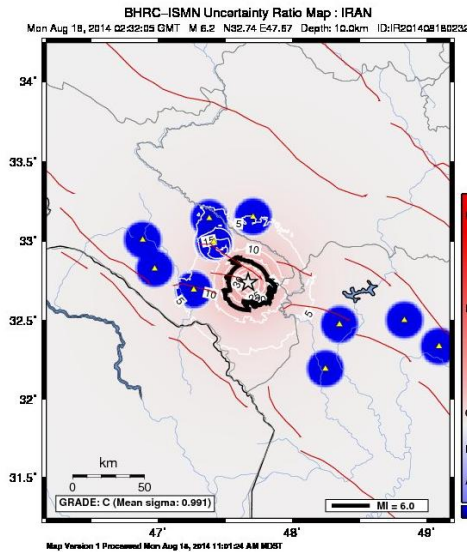 BHRC-ISMN Uncertainty Ratio Map : IRAN
Mon Aug 18, 2014 02:32:05 GMT M 6.2 N32.74 E47.67 Depth: 10.0km ID:IR201408180232
34˚
33.5˚
33˚
32.5˚
32˚
31.5˚
5
15
10
10
5
5
km
0 50
GRADE: C (Mean sigma: 0.991)
MI = 6.0
47˚ 48˚ 49˚
Map Version 1 Processed Mon Aug 18, 2014 11:01:24 AM MDST